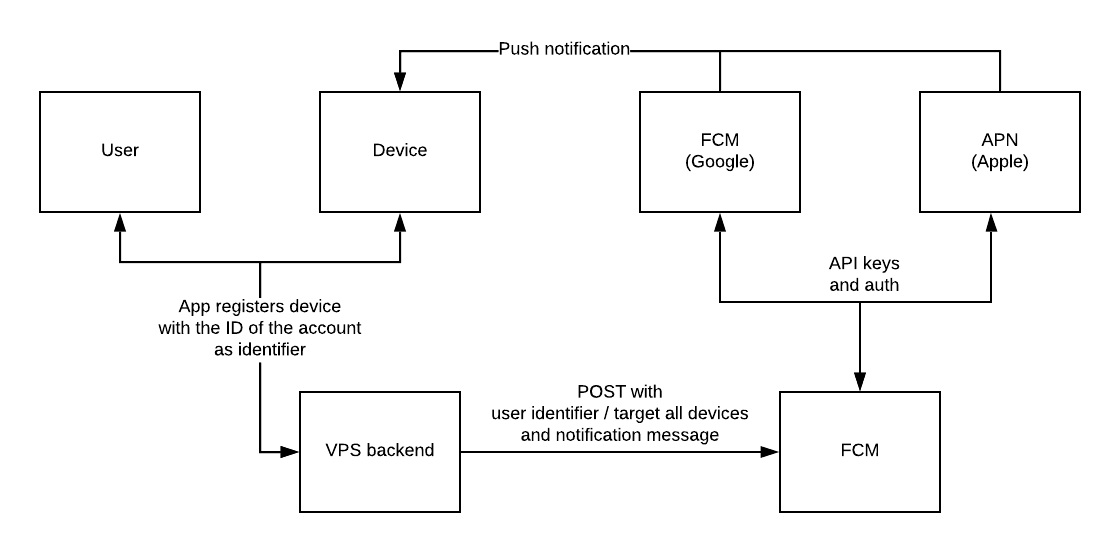 Push notification
User
Device
FCM
(Google)
APN
(Apple)
API keys
and auth
App registers device
with the ID of the account
as identifier
POST with
user identifier / target all devices
and notification message
VPS backend
FCM